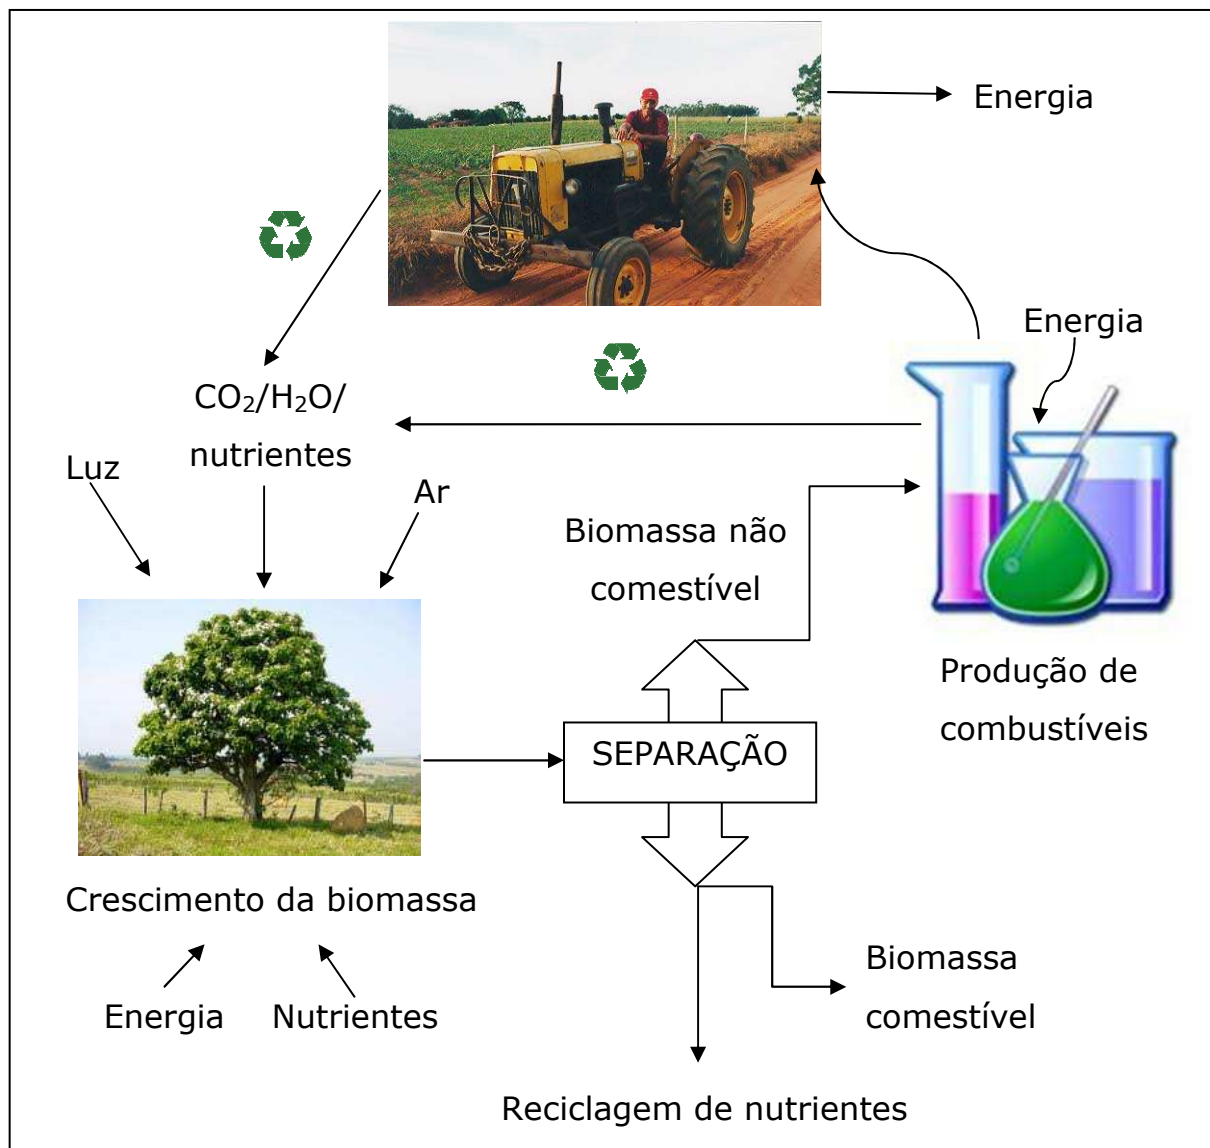 Energia
Energia
CO₂/H₂O/
nutrientes
Luz
Ar
Biomassa não
comestível
Produção de
combustíveis
SEPARAÇÃO
Crescimento da biomassa
Energia
Nutrientes
Biomassa
comestível
Reciclagem de nutrientes